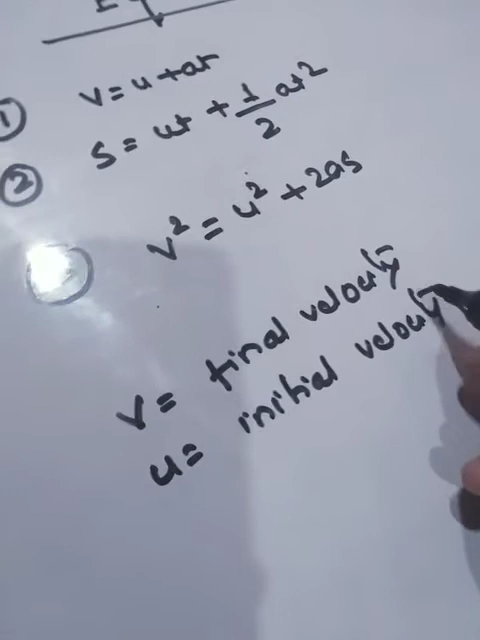 ① v = u + at
② s = ut + 1/2 at2
v² = u² + 2as
v = final velocity
u = initial velocity